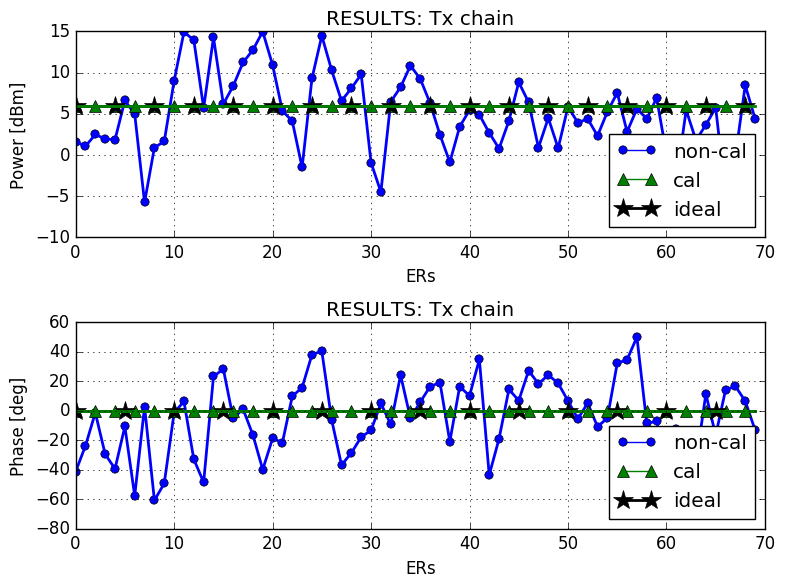 RESULTS: Tx chain
Power [dBm]
15
10
5
0
−5
−10
non-cal
cal
ideal
0 10 20 30 40 50 60 70
ERs
RESULTS: Tx chain
Phase [deg]
60
40
20
0
−20
−40
−60
−80
non-cal
cal
ideal
0 10 20 30 40 50 60 70
ERs